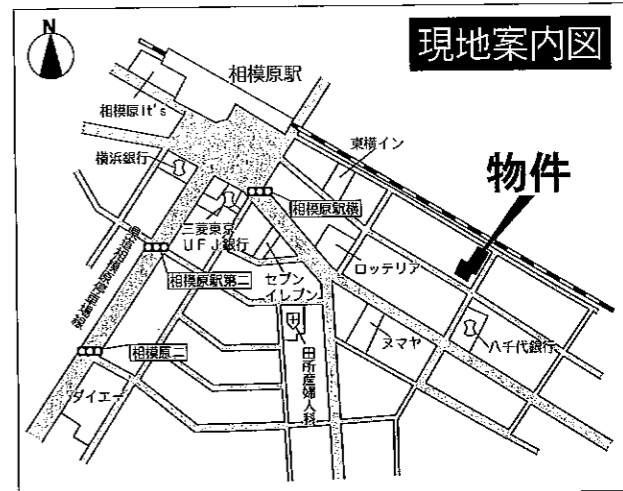 N
現地案内図
相模原駅
相模原it's
東横イン
横浜銀行
物件
相模原駅横
三菱東京
UFJ銀行
ロッテリア
相模原駅第二
セブン
イレブン
県道相模原停車場線
田
田所産婦人科
ヌマヤ
八千代銀行
相模原二
ダイエー